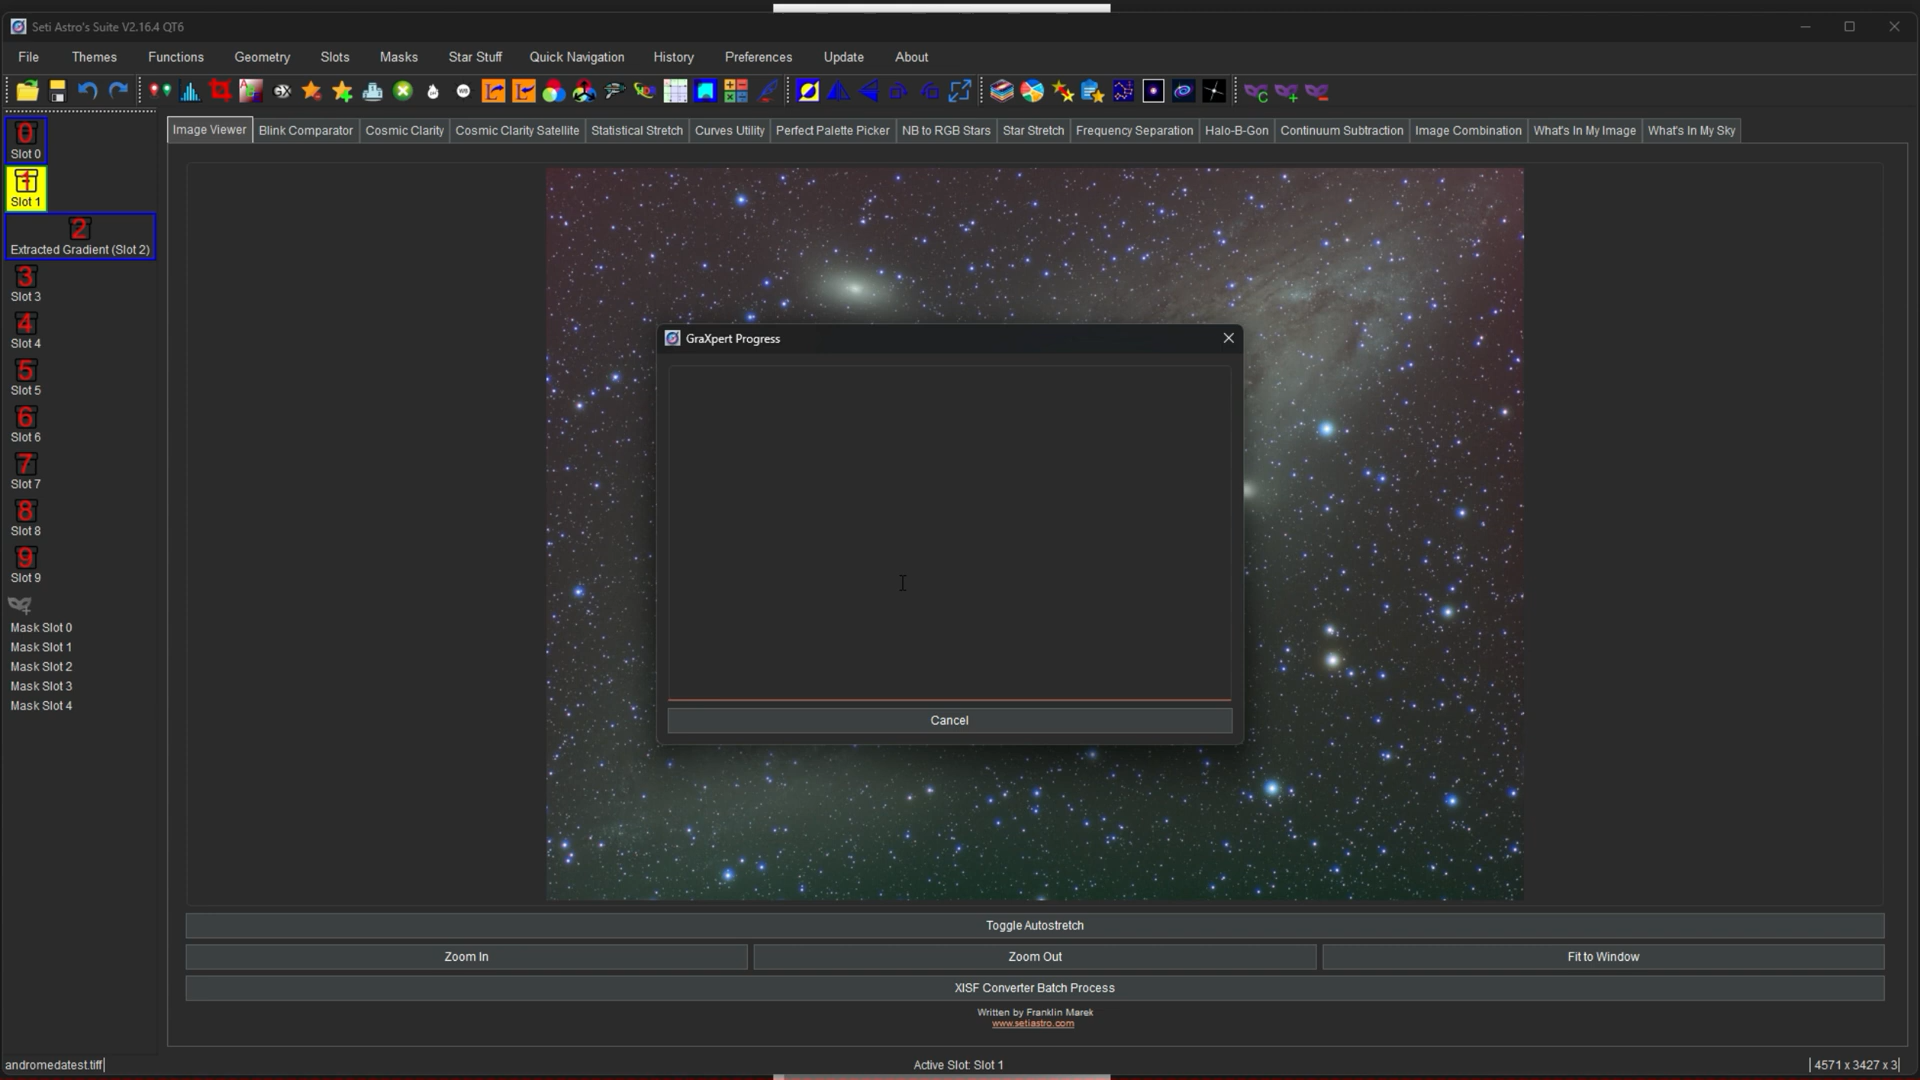 Seti Astro's Suite V2.16.4 QT6
File Themes Functions Geometry Slots Masks Star Stuff Quick Navigation History Preferences Update About
Image Viewer Blink Comparator Cosmic Clarity Cosmic Clarity Satellite Statistical Stretch Curves Utility Perfect Palette Picker NB to RGB Stars Star Stretch Frequency Separation Halo-B-Gon Continuum Subtraction Image Combination What's In My Image What's In My Sky
0
Slot 0
1
Slot 1
2
Extracted Gradient (Slot 2)
3
Slot 3
4
Slot 4
5
Slot 5
6
Slot 6
7
Slot 7
8
Slot 8
9
Slot 9
Mask Slot 0
Mask Slot 1
Mask Slot 2
Mask Slot 3
Mask Slot 4
GraXpert Progress
Cancel
Toggle Autostretch
Zoom In Zoom Out Fit to Window
XISF Converter Batch Process
Written by Franklin Marek
www.setiastro.com
andromedatest.tiff Active Slot: Slot 1 4571 x 3427 x 3